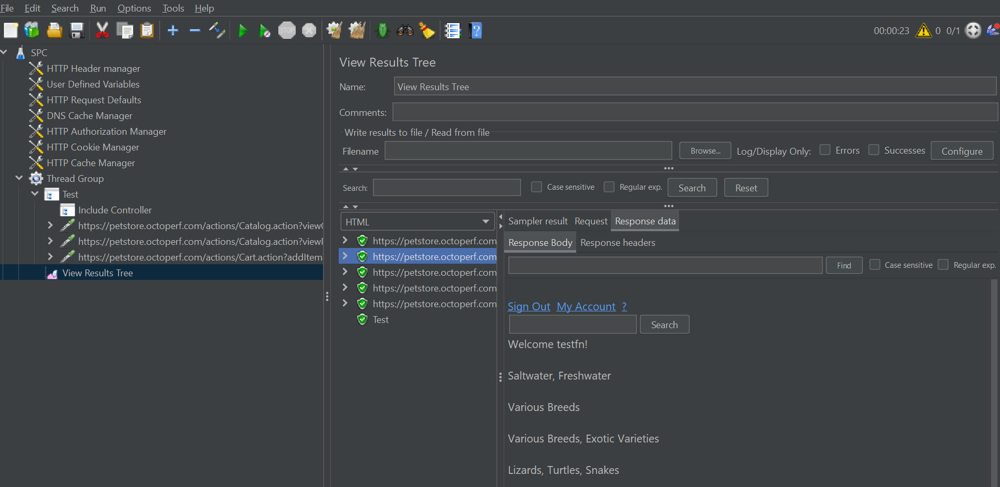 File Edit Search Run Options Tools Help
STOP
00:00:23 0 0/1
SPC
HTTP Header manager
User Defined Variables
HTTP Request Defaults
DNS Cache Manager
HTTP Authorization Manager
HTTP Cookie Manager
HTTP Cache Manager
Thread Group
Test
Include Controller
https://petstore.octoperf.com/actions/Catalog.action?view
https://petstore.octoperf.com/actions/Catalog.action?view
https://petstore.octoperf.com/actions/Cart.action?addItem
View Results Tree
View Results Tree
Name: View Results Tree
Comments:
Write results to file / Read from file
Filename Browse... Log/Display Only: Errors Successes Configure
Search: Case sensitive Regular exp. Search Reset
HTML
https://petstore.octoperf.com
https://petstore.octoperf.com
https://petstore.octoperf.com
https://petstore.octoperf.com
https://petstore.octoperf.com
Test
Sampler result Request Response data
Response Body Response headers
Find Case sensitive Regular exp.
Sign Out My Account ?
Search
Welcome testfn!
Saltwater, Freshwater
Various Breeds
Various Breeds, Exotic Varieties
Lizards, Turtles, Snakes